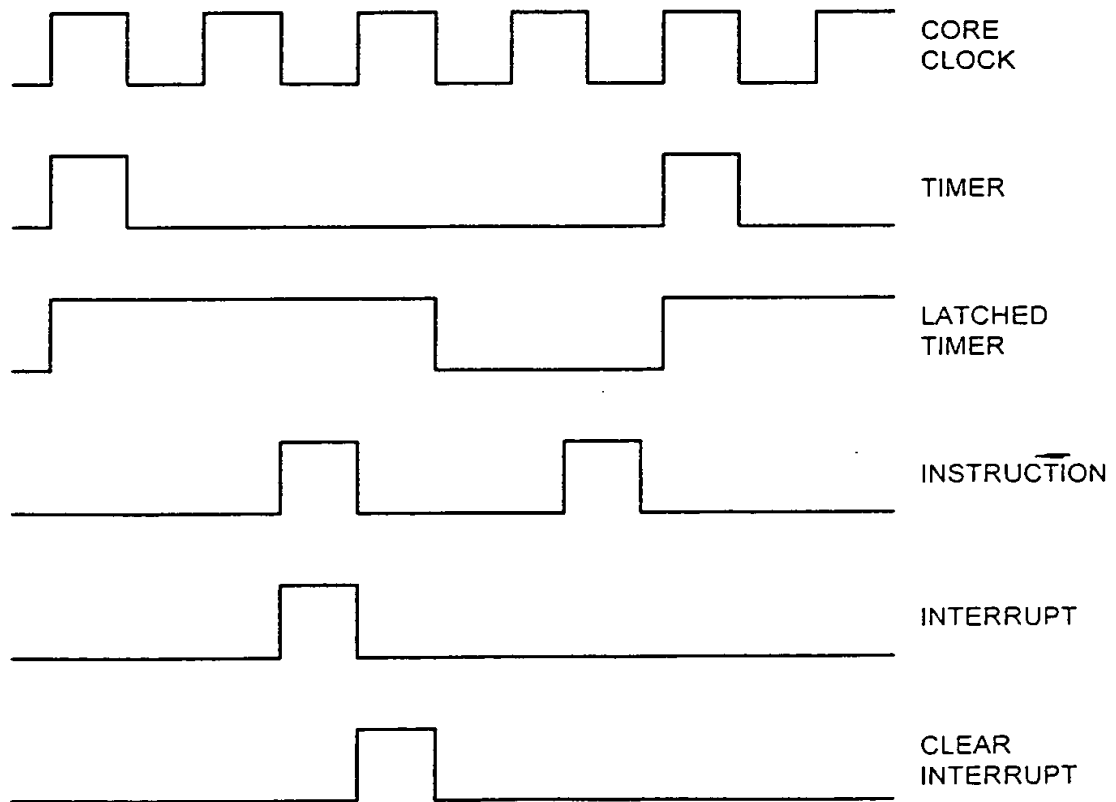 CORE
CLOCK
TIMER
LATCHED
TIMER
INSTRUCTION
INTERRUPT
CLEAR
INTERRUPT